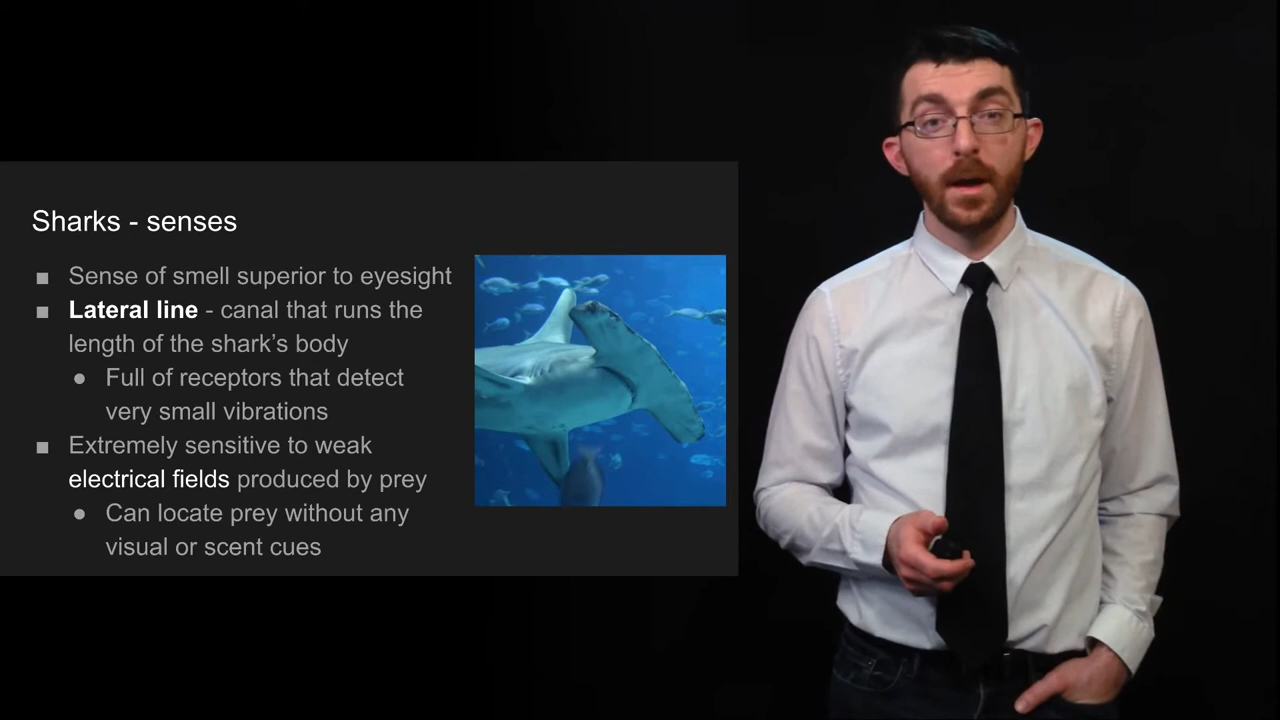 Sharks - senses
■ Sense of smell superior to eyesight
■ Lateral line - canal that runs the
length of the shark's body
● Full of receptors that detect
very small vibrations
■ Extremely sensitive to weak
electrical fields produced by prey
● Can locate prey without any
visual or scent cues